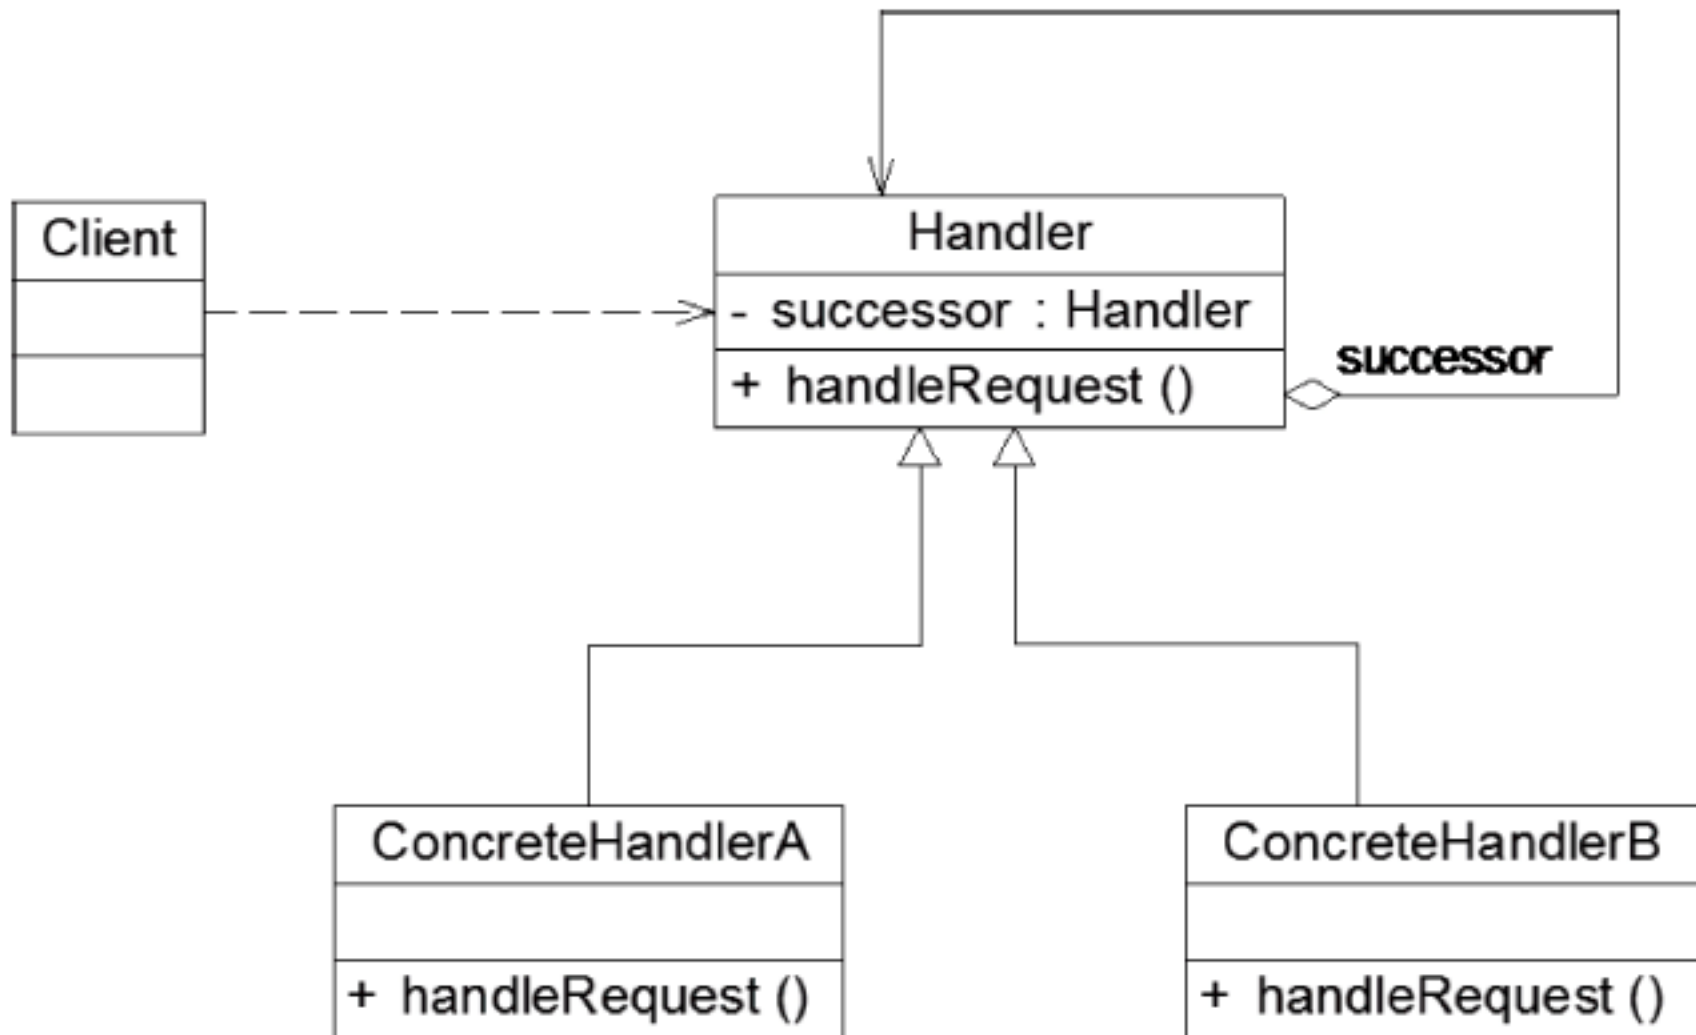 Client
Handler
- successor : Handler
+ handleRequest ()
successor
ConcreteHandlerA
+ handleRequest ()
ConcreteHandlerB
+ handleRequest ()